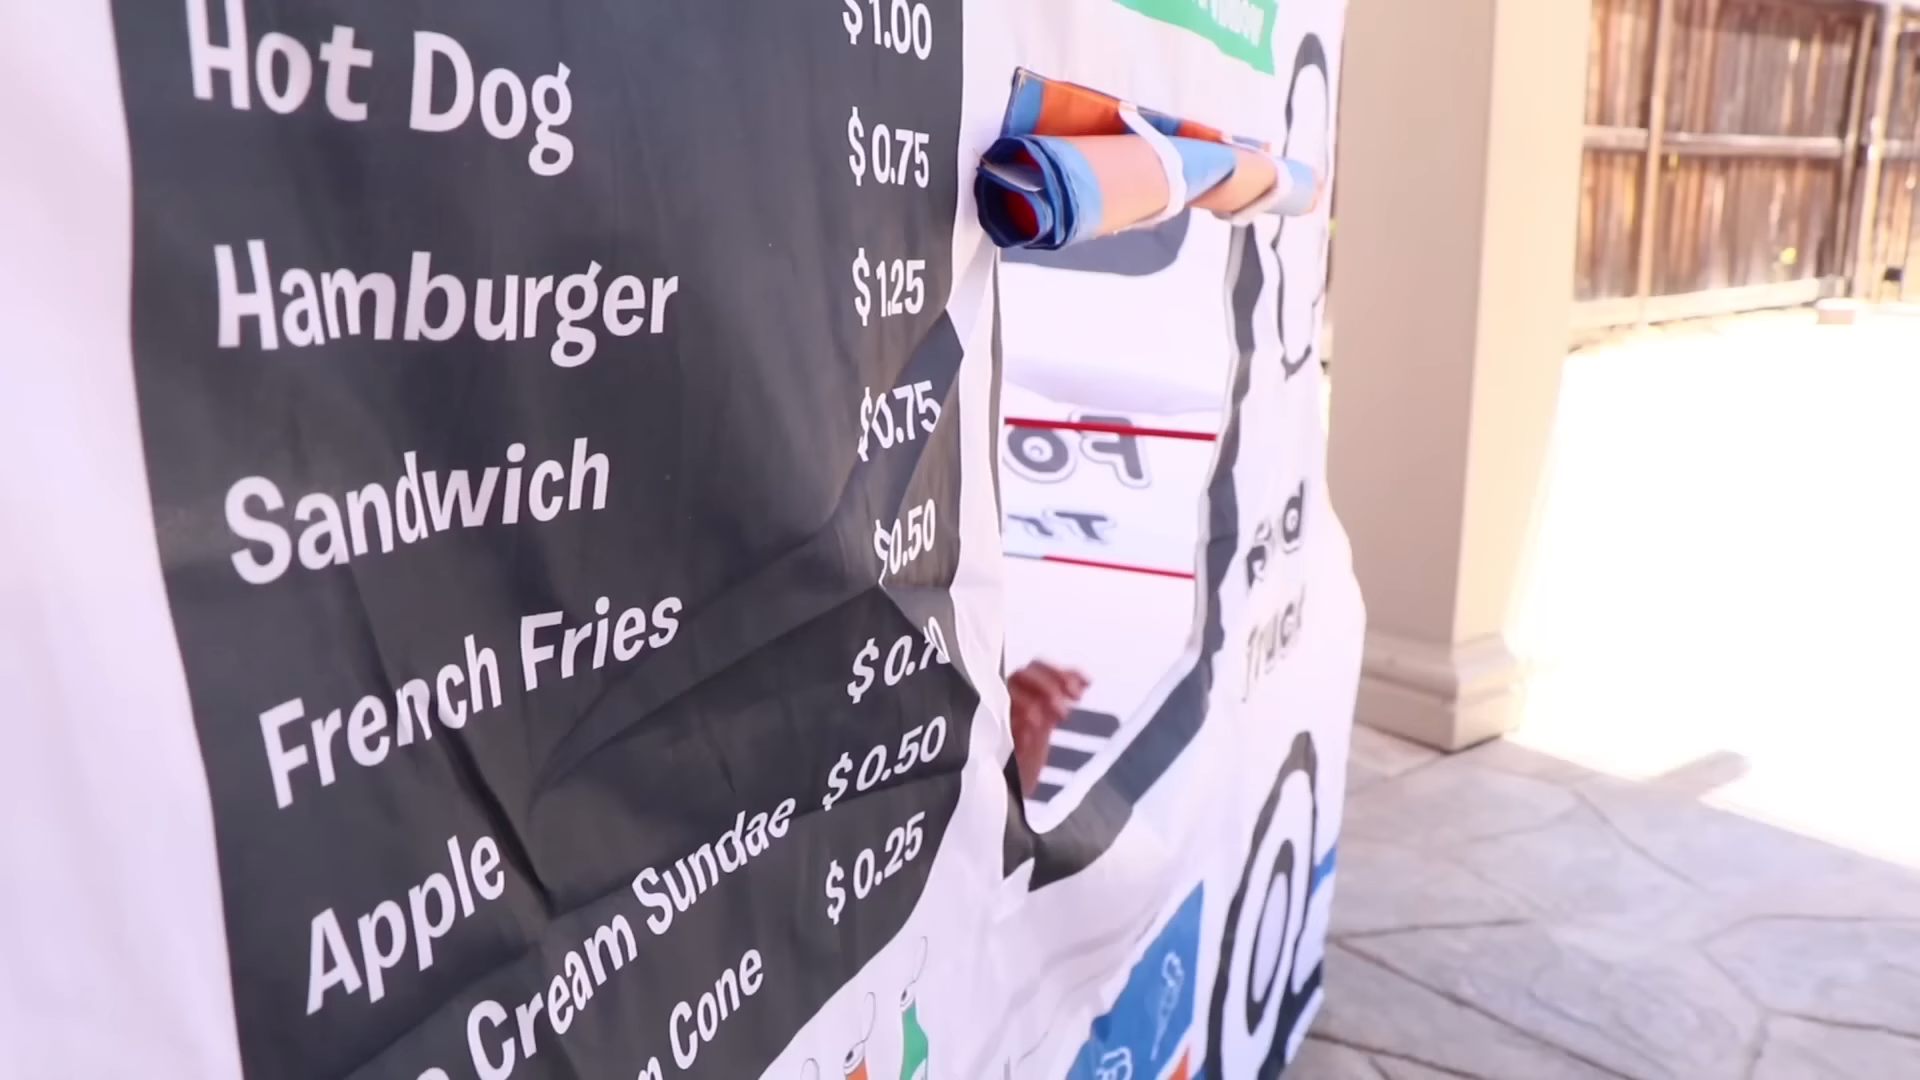 $1.00
Hot Dog $0.75
Hamburger $1.25
Sandwich $0.75
French Fries $0.50
Apple
Cream Sundae $0.50
Cone $0.25